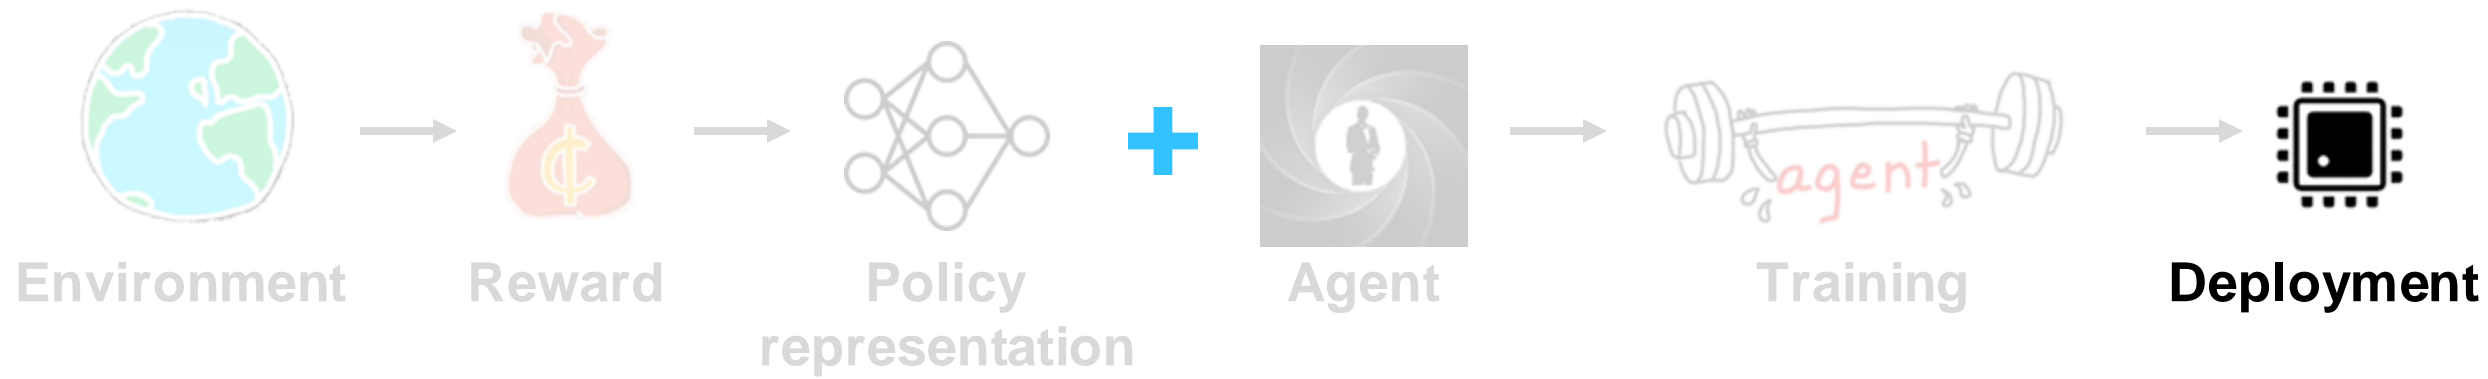 agent
Environment
Reward
Policy
representation
Agent
Training
Deployment